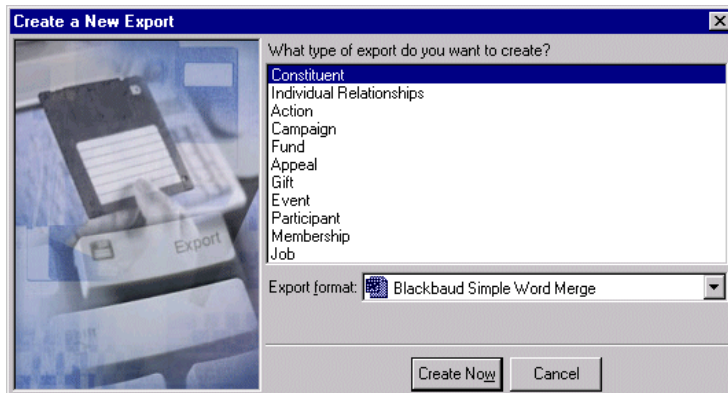 Create a New Export
What type of export do you want to create?
Constituent
Individual Relationships
Action
Campaign
Fund
Appeal
Gift
Event
Participant
Membership
Job
Export
Export format: Blackbaud Simple Word Merge
Create Now Cancel